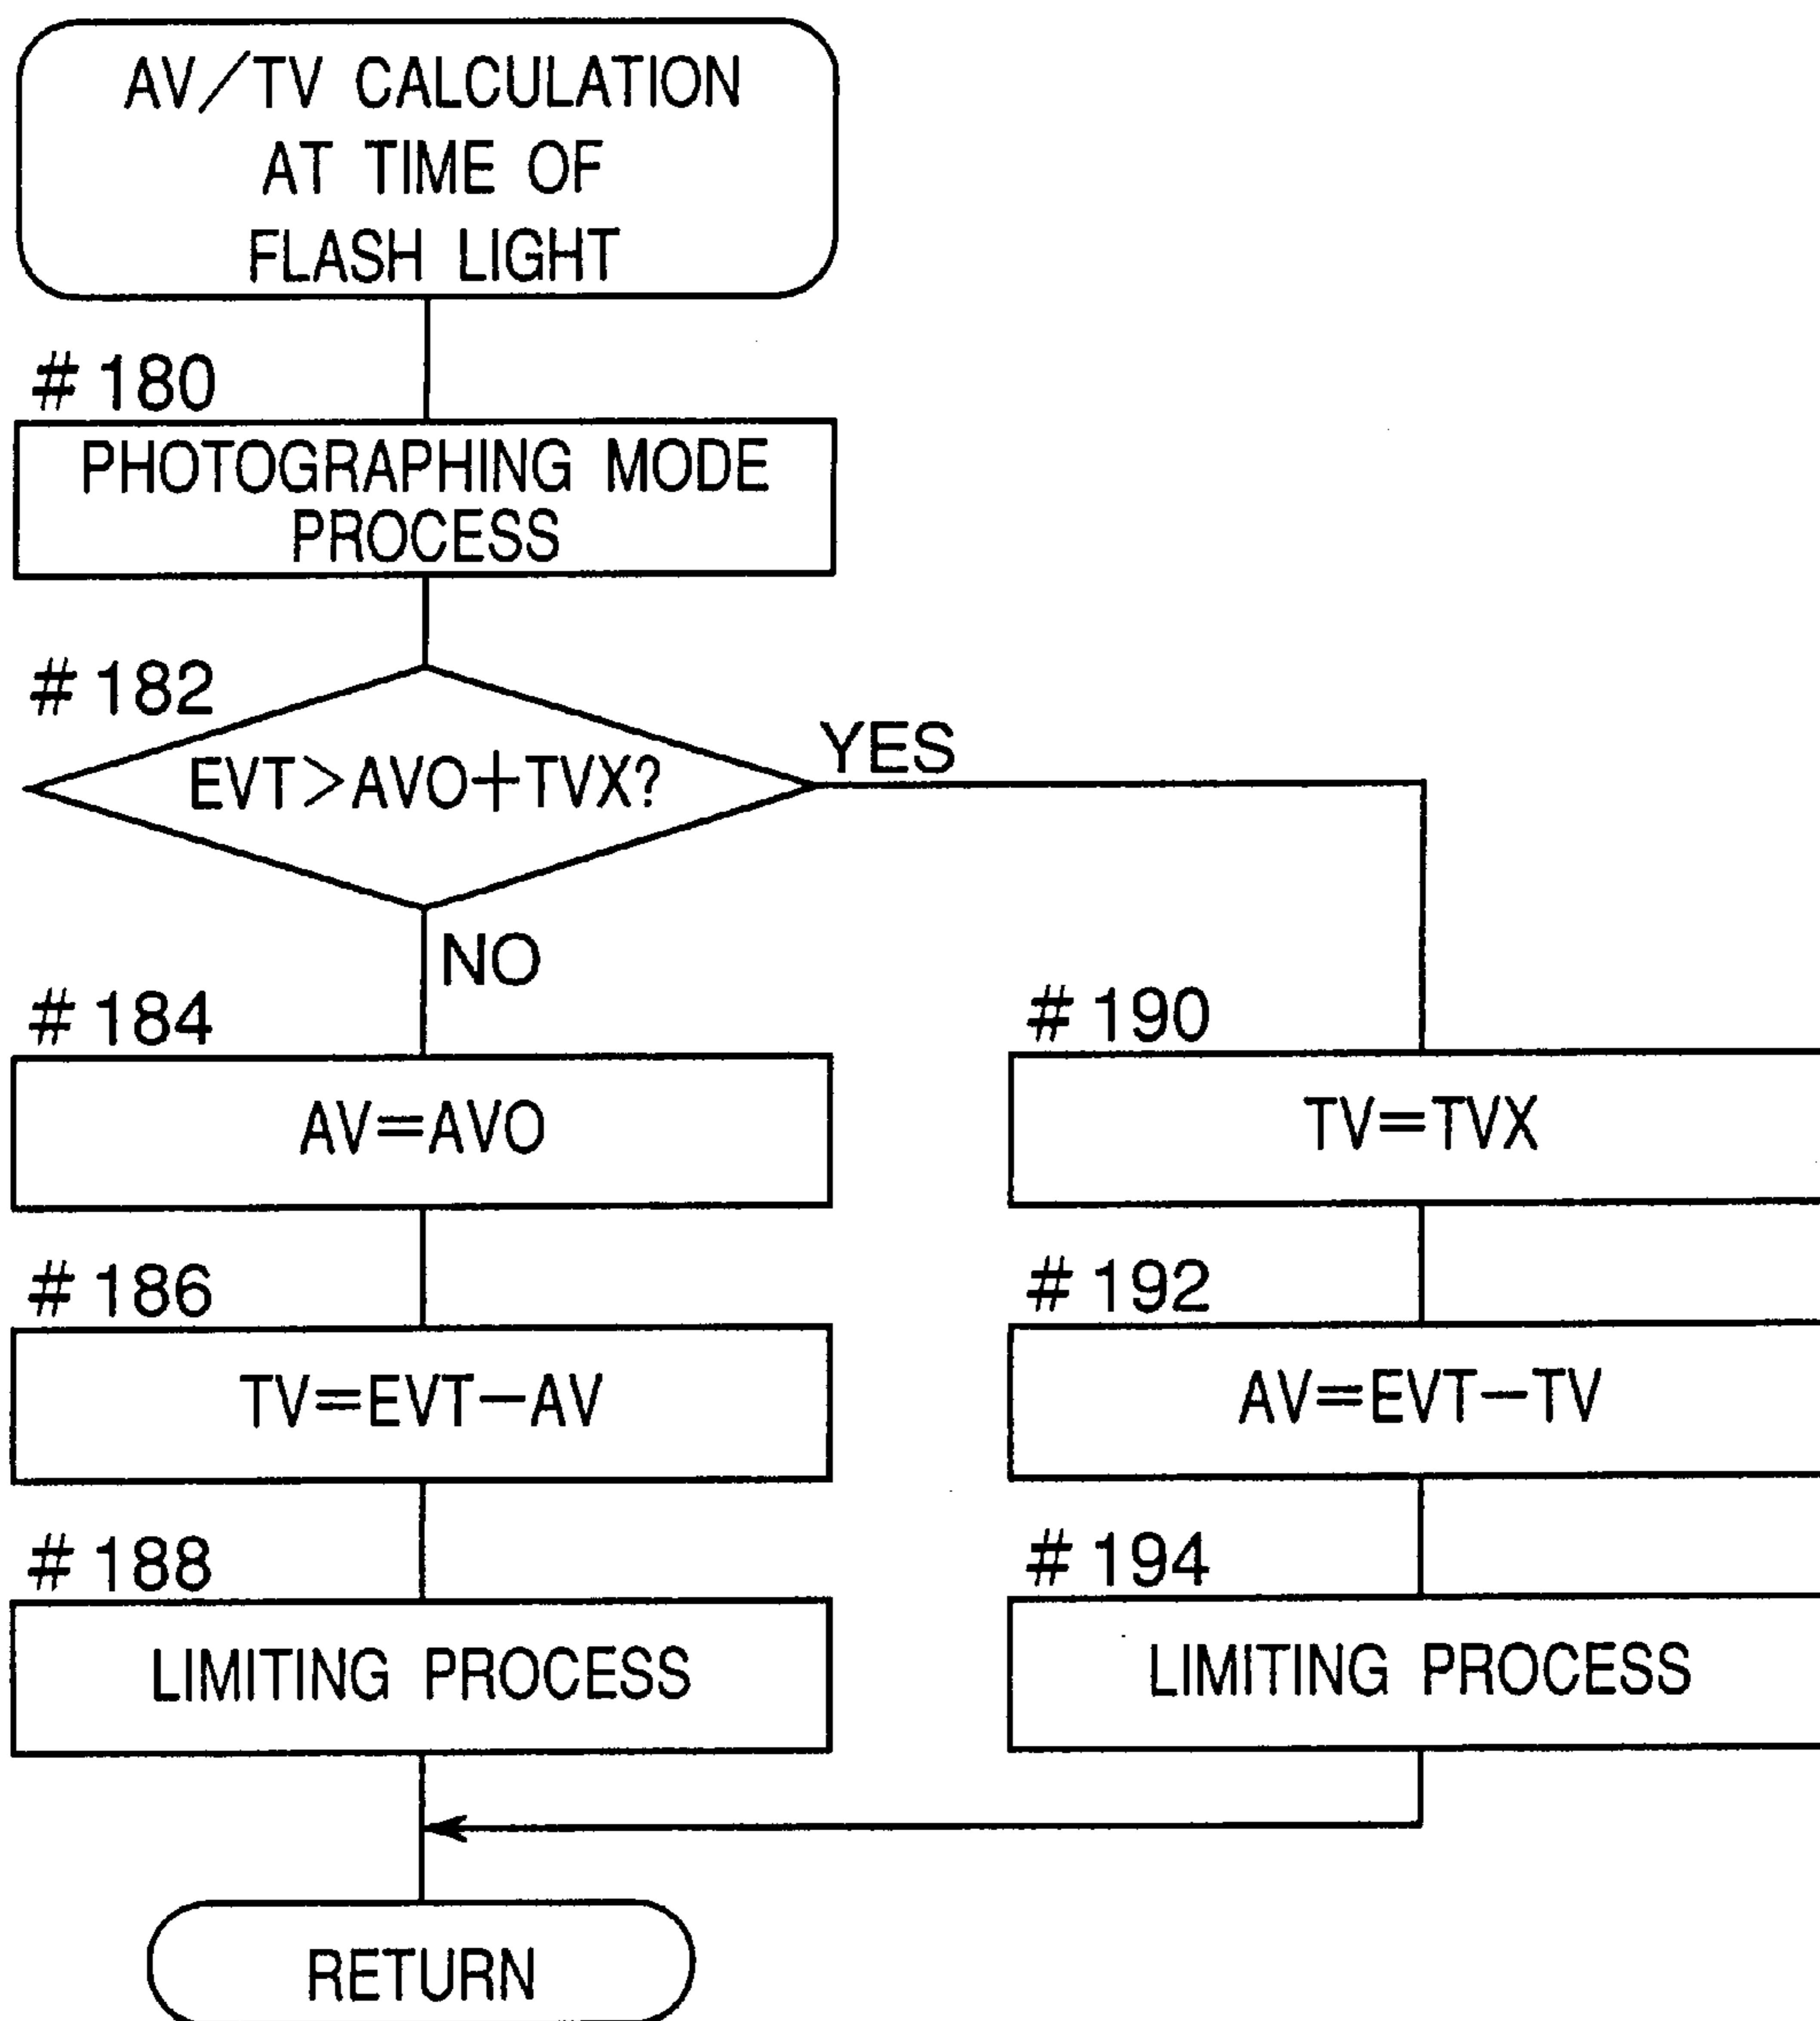 AV/TV CALCULATION
AT TIME OF
FLASH LIGHT
#180
PHOTOGRAPHING MODE
PROCESS
#182
EVT>AVO+TVX?
YES
NO
#184
AV=AVO
#186
TV=EVT-AV
#188
LIMITING PROCESS
#190
TV=TVX
#192
AV=EVT-TV
#194
LIMITING PROCESS
RETURN